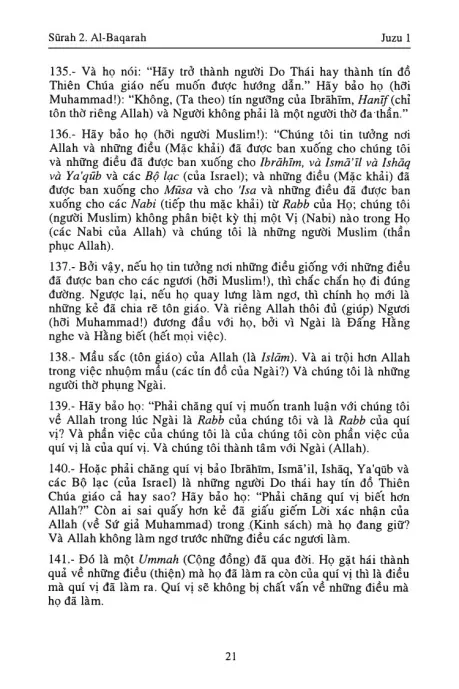 Sūrah 2. Al-Baqarah Juzu 1
135.- Và họ nói: “Hãy trở thành người Do Thái hay thành tín đồ
Thiên Chúa giáo nếu muốn được hướng dẫn.” Hãy bảo họ (hỡi
Muhammad!): “Không, (Ta theo) tín ngưỡng của Ibrāhīm, Hanīf (chỉ
tôn thờ riêng Allah) và Người không phải là một người thờ đa thần.”
136.- Hãy bảo họ (hỡi người Muslim!): “Chúng tôi tin tưởng nơi
Allah và những điều (Mặc khải) đã được ban xuống cho chúng tôi
và những điều đã được ban xuống cho Ibrāhīm, và Ismā’īl và Ishāq
và Ya’qūb và các Bộ lạc (của Israel); và những điều (Mặc khải) đã
được ban xuống cho Mūsa và cho ’Isa và những điều đã được ban
xuống cho các Nabi (tiếp thu mặc khải) từ Rabb của Họ; chúng tôi
(người Muslim) không phân biệt kỳ thị một Vị (Nabi) nào trong Họ
(các Nabi của Allah) và chúng tôi là những người Muslim (thần
phục Allah).
137.- Bởi vậy, nếu họ tin tưởng nơi những điều giống với những điều
đã được ban cho các ngươi (hỡi Muslim!), thì chắc chắn họ đi đúng
đường. Ngược lại, nếu họ quay lưng làm ngơ, thì chính họ mới là
những kẻ đã chia rẽ tôn giáo. Và riêng Allah thôi đủ (giúp) Ngươi
(hỡi Muhammad!) đương đầu với họ, bởi vì Ngài là Đấng Hằng
nghe và Hằng biết (hết mọi việc).
138.- Mầu sắc (tôn giáo) của Allah (là Islām). Và ai trội hơn Allah
trong việc nhuộm mầu (các tín đồ của Ngài?) Và chúng tôi là những
người thờ phụng Ngài.
139.- Hãy bảo họ: “Phải chăng quí vị muốn tranh luận với chúng tôi
về Allah trong lúc Ngài là Rabb của chúng tôi và là Rabb của quí
vị? Và phần việc của chúng tôi là của chúng tôi còn phần việc của
quí vị là của quí vị. Và chúng tôi thành tâm với Ngài (Allah).
140.- Hoặc phải chăng quí vị bảo Ibrāhīm, Ismā’il, Ishāq, Ya’qūb và
các Bộ lạc (của Israel) là những người Do thái hay tín đồ Thiên
Chúa giáo cả hay sao? Hãy bảo họ: “Phải chăng quí vị biết hơn
Allah?” Còn ai sai quấy hơn kẻ đã giấu giếm Lời xác nhận của
Allah (về Sứ giả Muhammad) trong (Kinh sách) mà họ đang giữ?
Và Allah không làm ngơ trước những điều các ngươi làm.
141.- Đó là một Ummah (Cộng đồng) đã qua đời. Họ gặt hái thành
quả về những điều (thiện) mà họ đã làm ra còn của quí vị thì là điều
mà quí vị đã làm ra. Quí vị sẽ không bị chất vấn về những điều mà
họ đã làm.
21